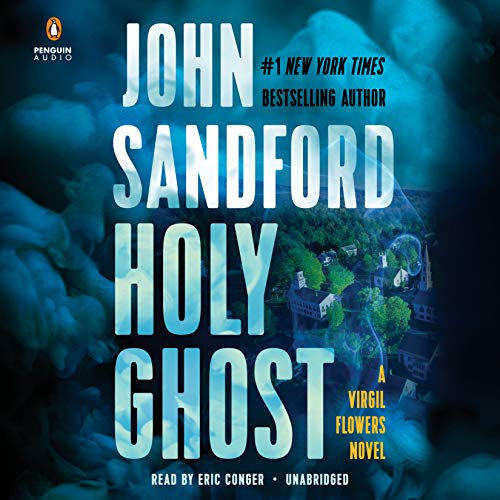 PENGUIN
AUDIO
JOHN
#1 NEW YORK TIMES
BESTSELLING AUTHOR
SANDFORD
HOLY
GHOST
A
VIRGIL
FLOWERS
NOVEL
READ BY ERIC CONGER • UNABRIDGED